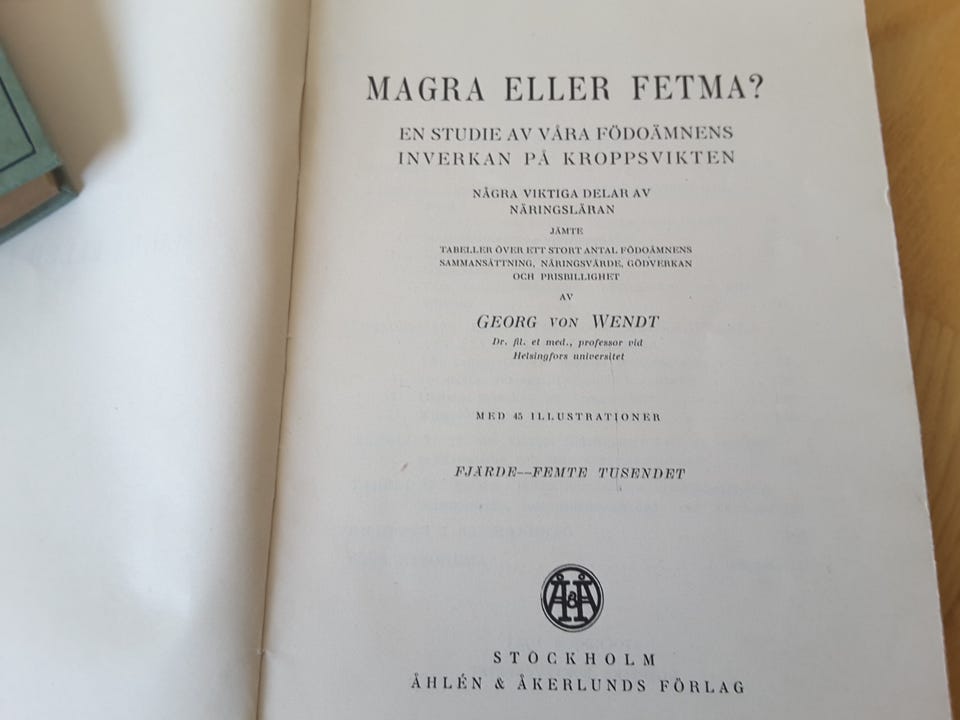 MAGRA ELLER FETMA?
EN STUDIE AV VÅRA FÖDOÄMNENS
INVERKAN PÅ KROPPSVIKTEN
NÅGRA VIKTIGA DELAR AV
NÄRINGSLÄRAN
JÄMTE
TABELLER ÖVER ETT STORT ANTAL FÖDOÄMNENS
SAMMANSÄTTNING, NÄRINGSVÄRDE, GÖDVERKAN
OCH PRISBILLIGHET
AV
GEORG VON WENDT
Dr. fil. et med., professor vid
Helsingfors universitet
MED 45 ILLUSTRATIONER
FJÄRDE--FEMTE TUSENDET
Å&Å
STOCKHOLM
ÅHLÉN & ÅKERLUNDS FÖRLAG